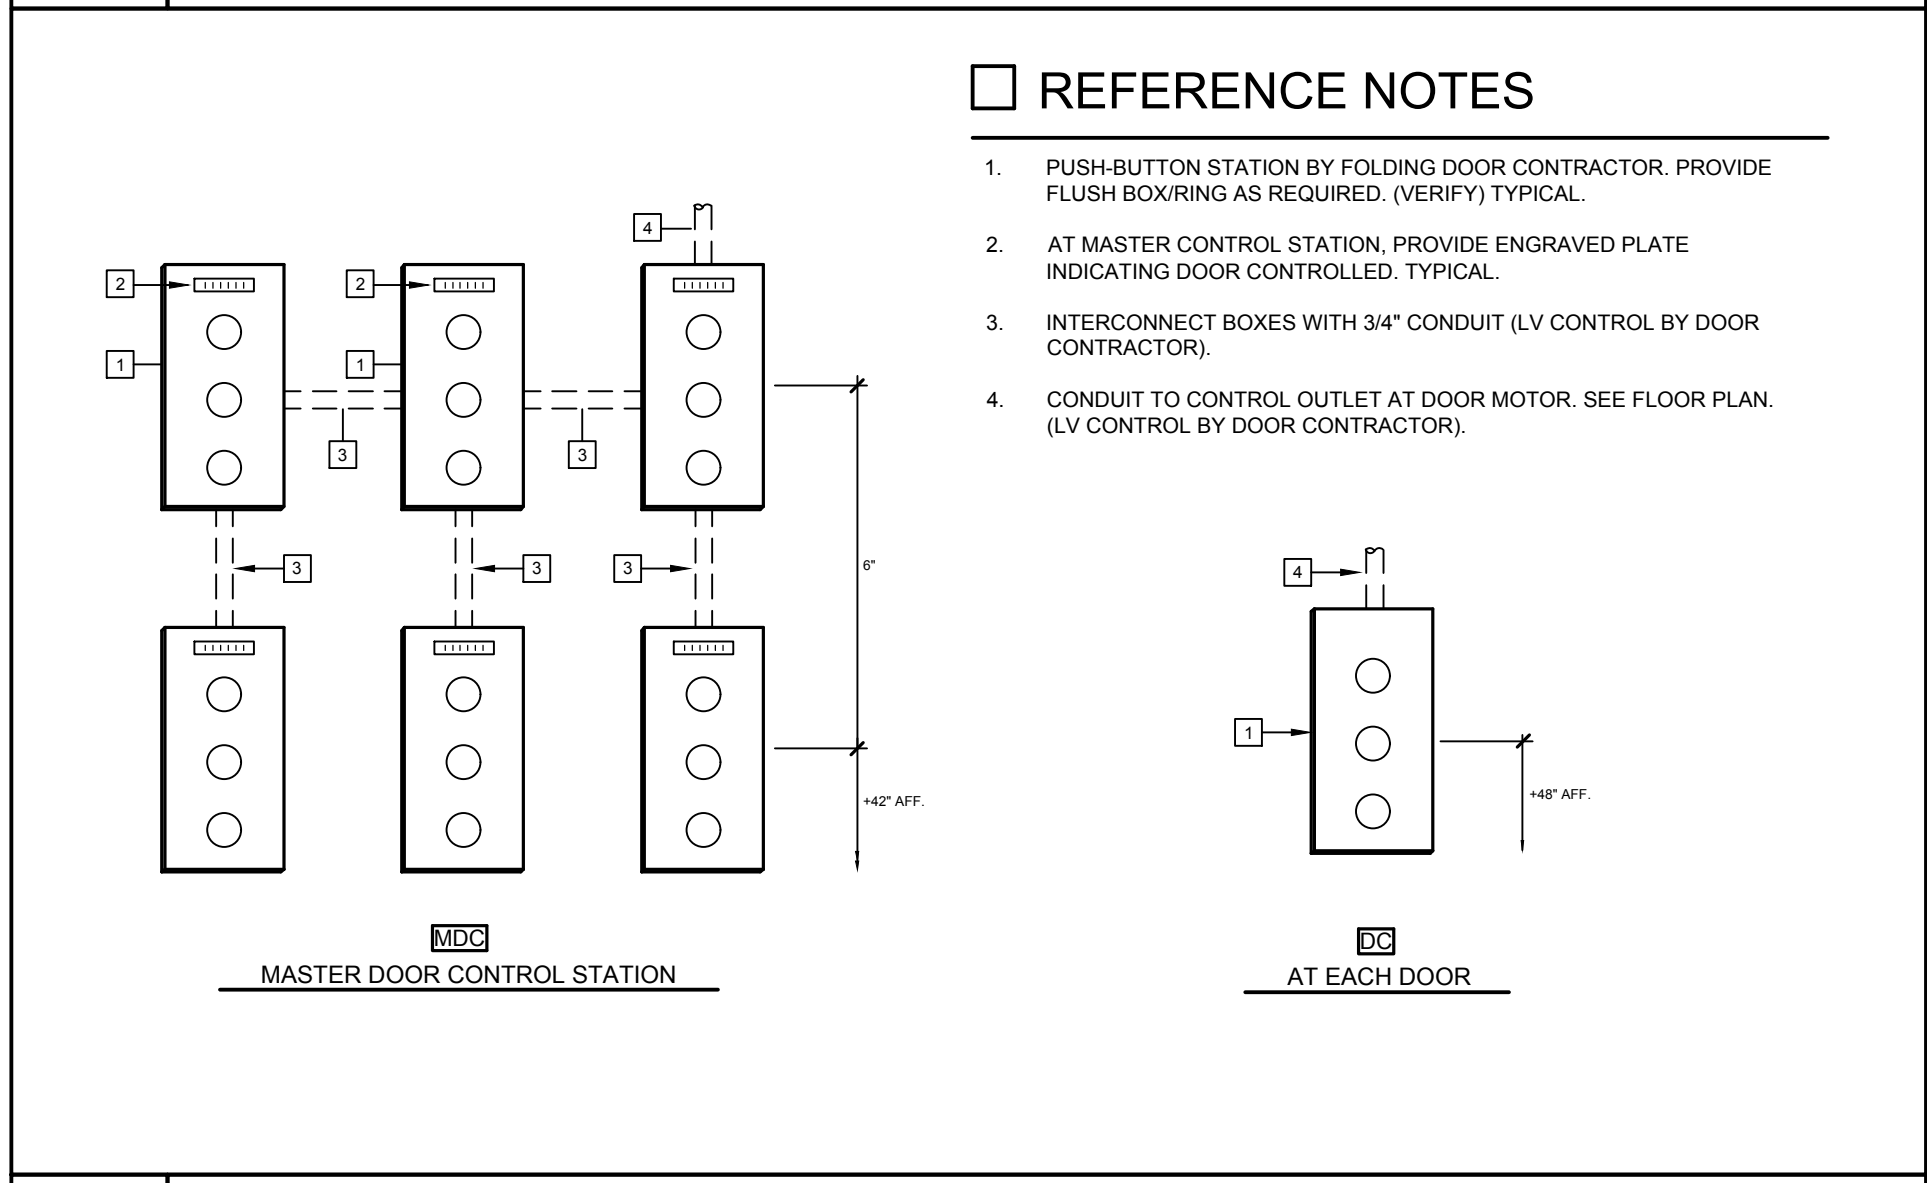 REFERENCE NOTES
1. PUSH-BUTTON STATION BY FOLDING DOOR CONTRACTOR. PROVIDE
FLUSH BOX/RING AS REQUIRED. (VERIFY) TYPICAL.
2. AT MASTER CONTROL STATION, PROVIDE ENGRAVED PLATE
INDICATING DOOR CONTROLLED. TYPICAL.
3. INTERCONNECT BOXES WITH 3/4" CONDUIT (LV CONTROL BY DOOR
CONTRACTOR).
4. CONDUIT TO CONTROL OUTLET AT DOOR MOTOR. SEE FLOOR PLAN.
(LV CONTROL BY DOOR CONTRACTOR).
4
2
2
1
1
3
3
3
3
3
6"
+42" AFF.
MDC
MASTER DOOR CONTROL STATION
4
1
+48" AFF.
DC
AT EACH DOOR